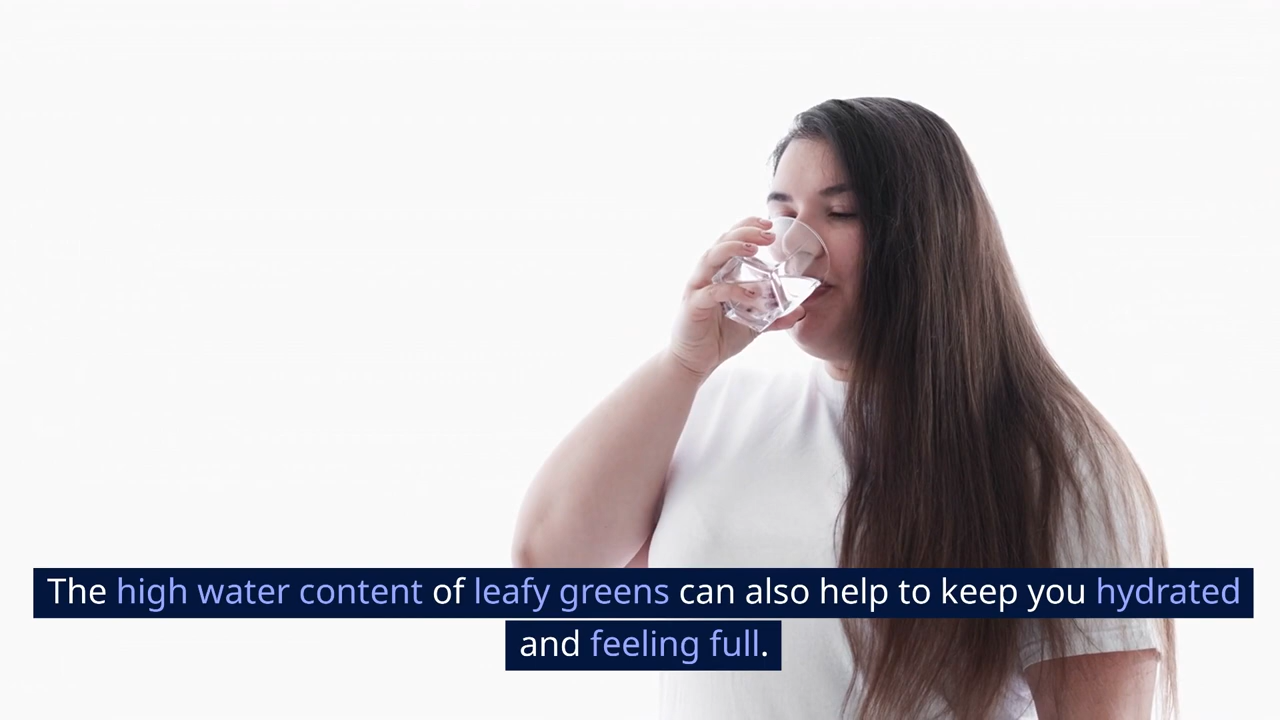 The high water content of leafy greens can also help to keep you hydrated
and feeling full.